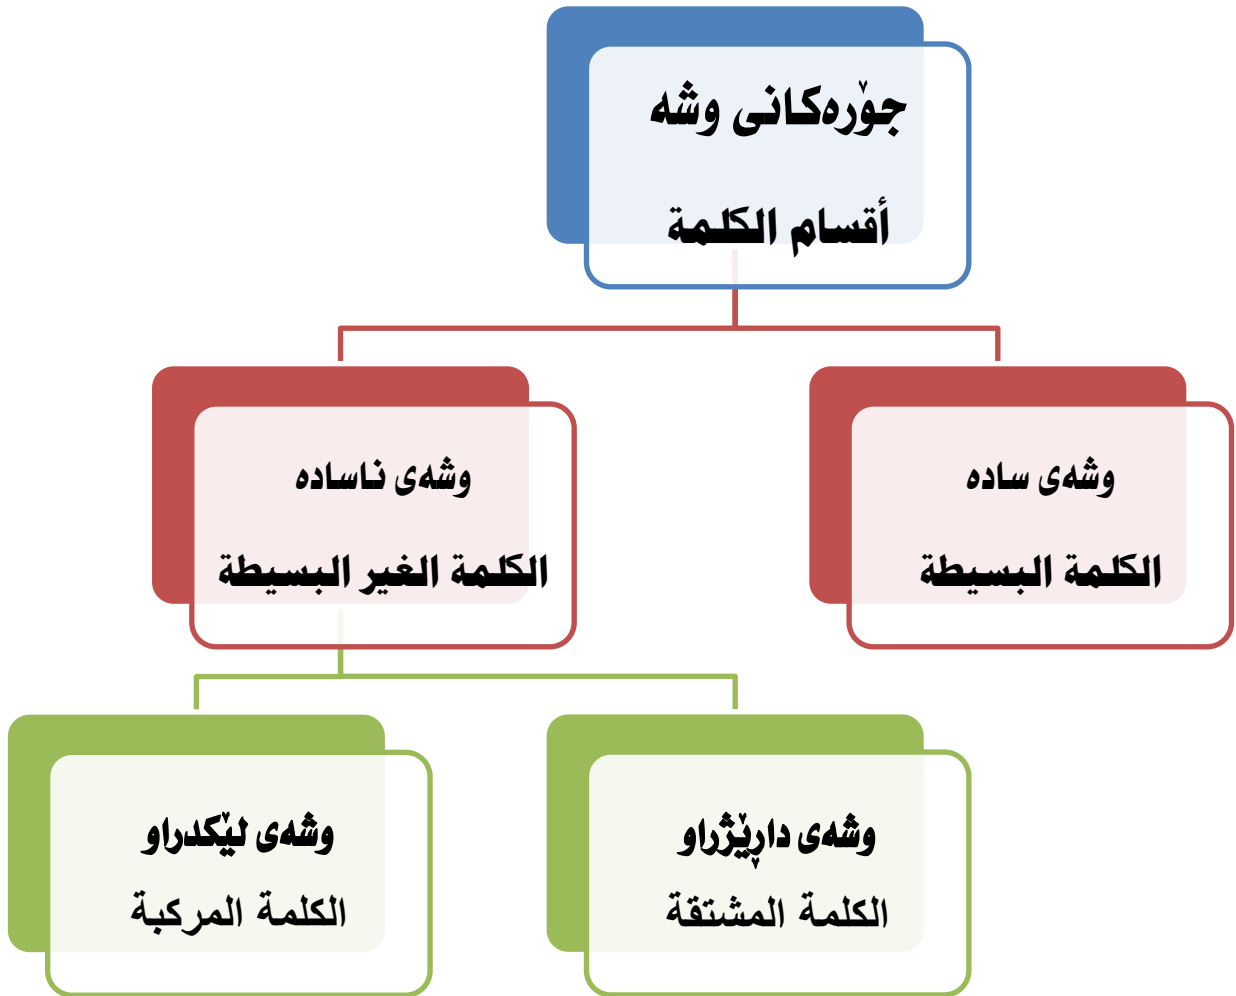 جۆرەکانی وشە
أقسام الكلمة
وشەی سادە
الكلمة البسيطة
وشەی ناسادە
الكلمة الغير البسيطة
وشەی داڕێژراو
الكلمة المشتقة
وشەی لێکدراو
الكلمة المركبة